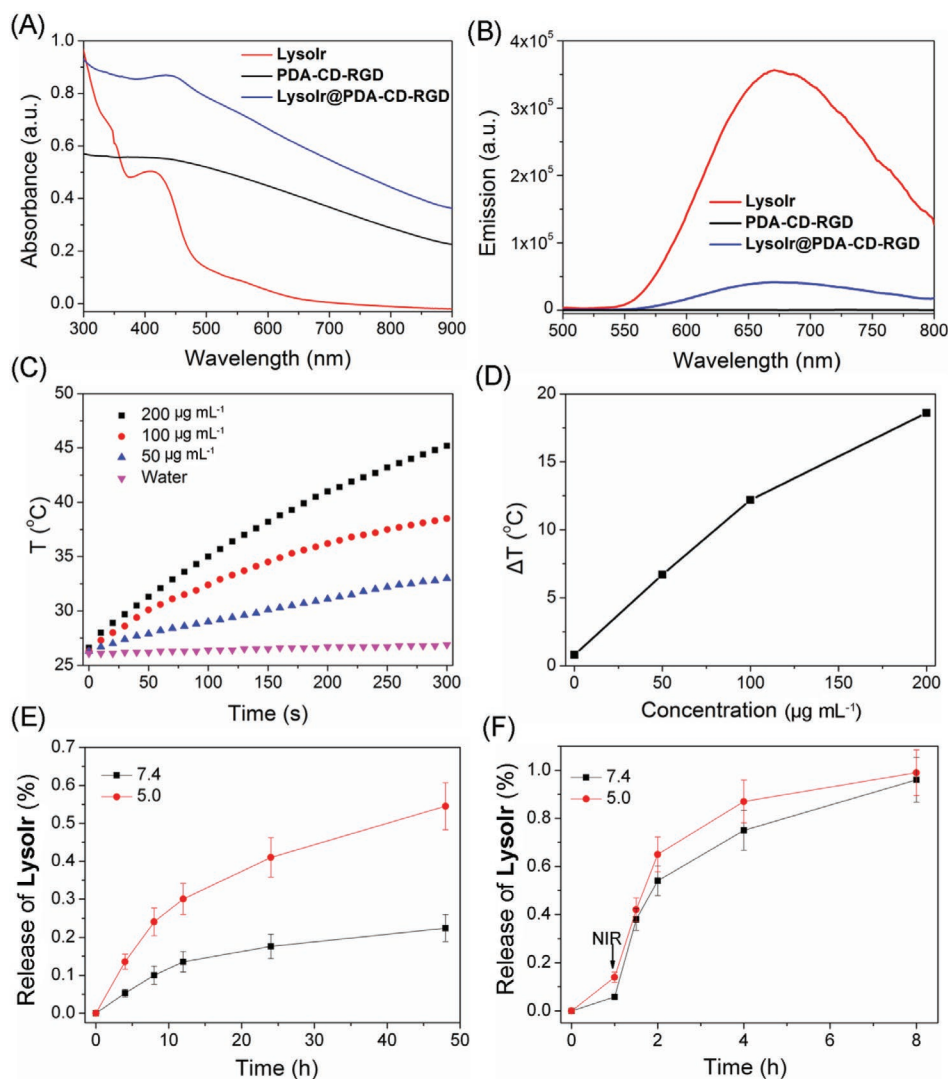 (A)
1.0
0.8
0.6
0.4
0.2
0.0
Absorbance (a.u.)
LysoIr
PDA-CD-RGD
LysoIr@PDA-CD-RGD
300 400 500 600 700 800 900
Wavelength (nm)
(B)
4x10⁵
3x10⁵
2x10⁵
1x10⁵
0
Emission (a.u.)
LysoIr
PDA-CD-RGD
LysoIr@PDA-CD-RGD
500 550 600 650 700 750 800
Wavelength (nm)
(C)
50
45
40
35
30
25
T (°C)
200 µg mL⁻¹
100 µg mL⁻¹
50 µg mL⁻¹
Water
0 50 100 150 200 250 300
Time (s)
(D)
20
15
10
5
0
ΔT (°C)
0 50 100 150 200
Concentration (µg mL⁻¹)
(E)
0.7
0.6
0.5
0.4
0.3
0.2
0.1
0.0
Release of LysoIr (%)
7.4
5.0
0 10 20 30 40 50
Time (h)
(F)
1.0
0.8
0.6
0.4
0.2
0.0
Release of LysoIr (%)
7.4
5.0
NIR
0 2 4 6 8
Time (h)